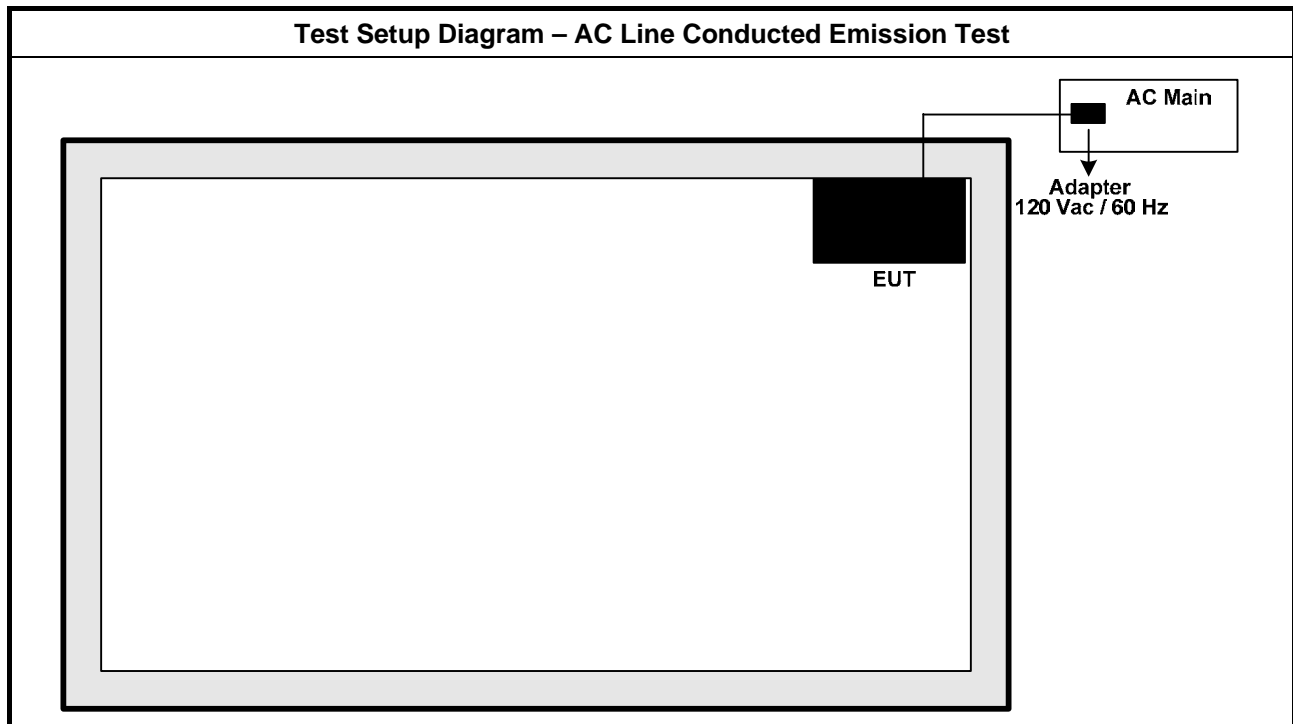 Test Setup Diagram – AC Line Conducted Emission Test
AC Main
Adapter
120 Vac / 60 Hz
EUT